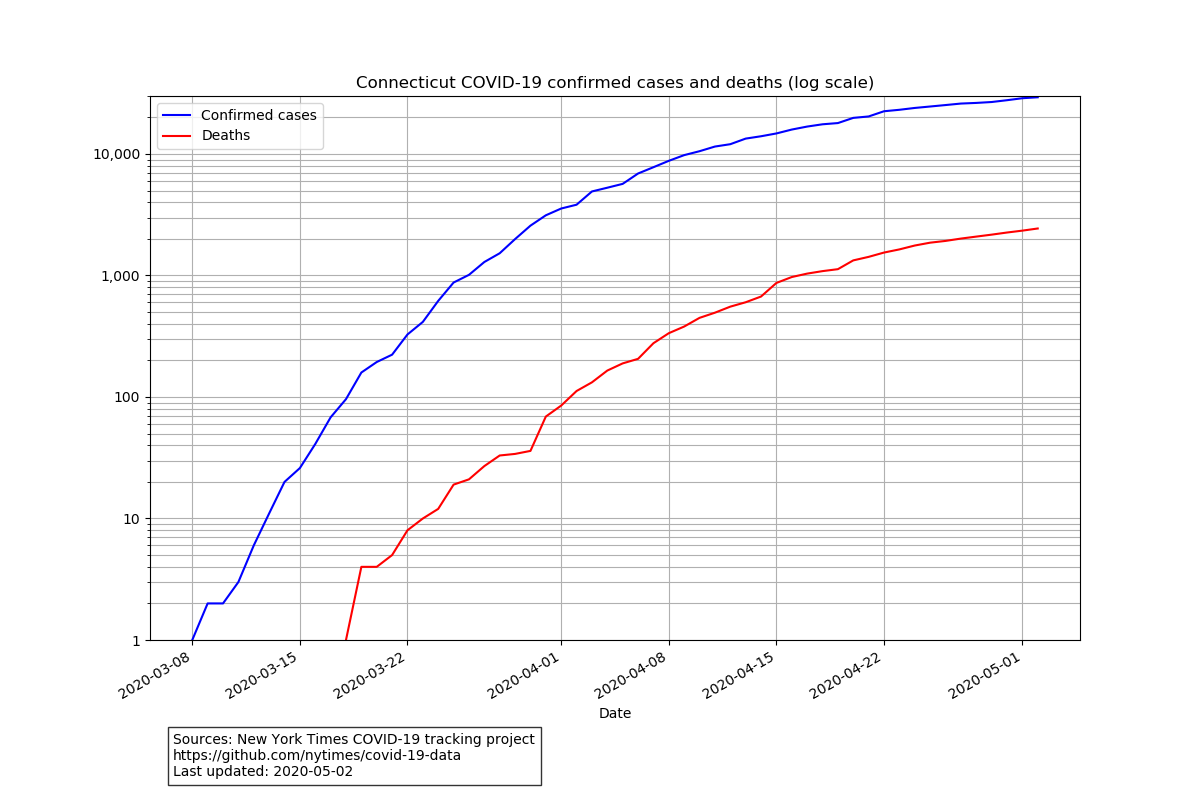 Connecticut COVID-19 confirmed cases and deaths (log scale)
Confirmed cases
Deaths
10,000
1,000
100
10
1
2020-03-08
2020-03-15
2020-03-22
2020-04-01
2020-04-08
2020-04-15
2020-04-22
2020-05-01
Date
Sources: New York Times COVID-19 tracking project
https://github.com/nytimes/covid-19-data
Last updated: 2020-05-02